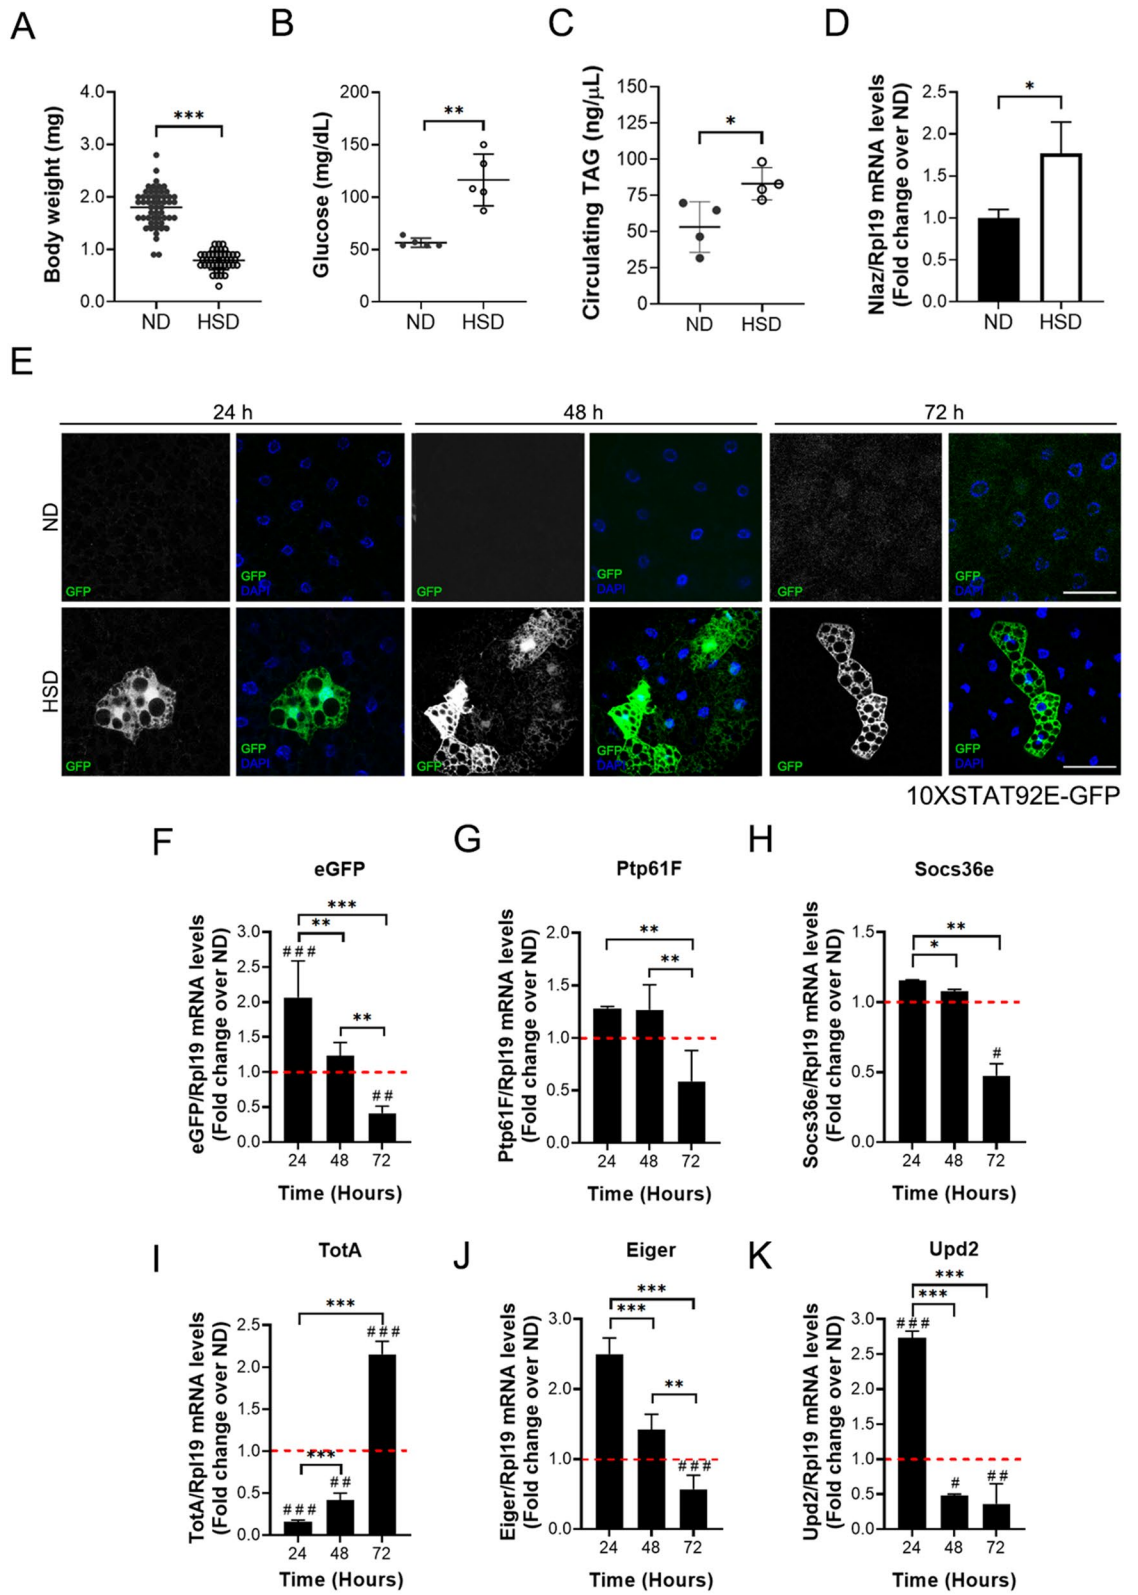 A
B
C
D
Body weight (mg)
4.0
3.0
2.0
1.0
0.0
***
ND HSD
Glucose (mg/dL)
200
150
100
50
0
**
ND HSD
Circulating TAG (ng/μL)
150
125
100
75
50
25
0
*
ND HSD
Nlaz/Rpl19 mRNA levels
(Fold change over ND)
2.5
2.0
1.5
1.0
0.5
0.0
*
ND HSD
E
24 h 48 h 72 h
ND
GFP
GFP
DAPI
GFP
GFP
DAPI
GFP
GFP
DAPI
HSD
GFP
GFP
DAPI
GFP
GFP
DAPI
GFP
GFP
DAPI
10XSTAT92E-GFP
F
eGFP
eGFP/Rpl19 mRNA levels
(Fold change over ND)
3.0
2.5
2.0
1.5
1.0
0.5
0.0
***
**
###
**
##
24 48 72
Time (Hours)
G
Ptp61F
Ptp61F/Rpl19 mRNA levels
(Fold change over ND)
2.0
1.5
1.0
0.5
0.0
**
**
24 48 72
Time (Hours)
H
Socs36e
Socs36e/Rpl19 mRNA levels
(Fold change over ND)
1.5
1.0
0.5
0.0
**
*
#
24 48 72
Time (Hours)
I
TotA
TotA/Rpl19 mRNA levels
(Fold change over ND)
2.5
2.0
1.5
1.0
0.5
0.0
***
###
***
##
###
24 48 72
Time (Hours)
J
Eiger
Eiger/Rpl19 mRNA levels
(Fold change over ND)
3.0
2.0
1.0
0.0
***
***
**
###
24 48 72
Time (Hours)
K
Upd2
Upd2/Rpl19 mRNA levels
(Fold change over ND)
3.0
2.5
2.0
1.5
1.0
0.5
0.0
***
***
###
#
##
24 48 72
Time (Hours)